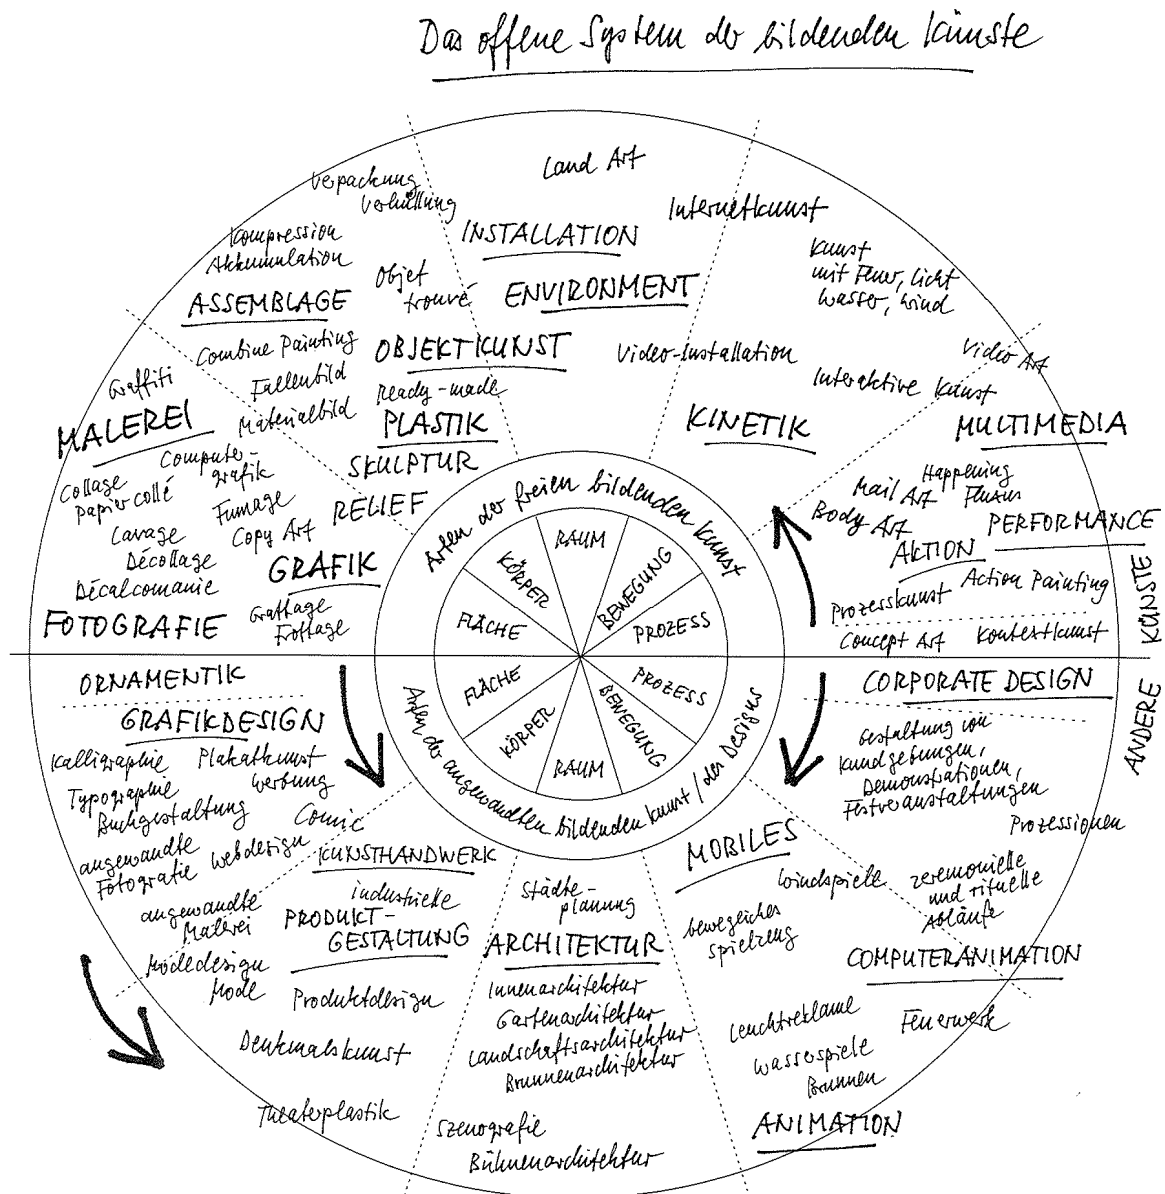 Das offene System der bildenden Künste
Land Art
Verpackung
Verhüllung
Internetkunst
Kompression
Akkumulation
INSTALLATION
Kunst
mit Feuer, Licht
Wasser, Wind
Objet
trouvé
ASSEMBLAGE
ENVIRONMENT
Combine Painting
OBJEKTKUNST
Video-Installation
Video Art
Graffiti
Fallenbild
Ready-made
Interaktive Kunst
MALEREI
Materialbild
PLASTIK
KINETIK
MULTIMEDIA
Computer-
grafik
SKULPTUR
Collage
papier collé
Happening
Fluxus
Mail Art
Fumage
RELIEF
Body Art
PERFORMANCE
Lavage
Copy Art
AKTION
Décollage
GRAFIK
Action Painting
Décalcomanie
Prozesskunst
FOTOGRAFIE
Grattage
Frottage
Concept Art
Kontextkunst
Arten der freien bildenden Kunst
FLÄCHE
KÖRPER
RAUM
BEWEGUNG
PROZESS
ANDERE KÜNSTE
FLÄCHE
KÖRPER
RAUM
BEWEGUNG
PROZESS
Arten der angewandten bildenden Kunst / des Designs
ORNAMENTIK
CORPORATE DESIGN
GRAFIKDESIGN
Kalligraphie
Plakatkunst
Werbung
Gestaltung von
Kundgebungen,
Demonstrationen,
Festveranstaltungen
Typographie
Buchgestaltung
Comic
Prozessionen
angewandte
Fotografie
Webdesign
KUNSTHANDWERK
MOBILES
Windspiele
zeremonielle
und rituelle
Abläufe
industrielle
PRODUKT-
GESTALTUNG
Städte-
planung
angewandte
Malerei
bewegliches
Spielzeug
ARCHITEKTUR
COMPUTERANIMATION
Modedesign
Mode
Produktdesign
Innenarchitektur
Gartenarchitektur
Landschaftsarchitektur
Brunnenarchitektur
Leuchtreklame
Feuerwerk
Denkmalskunst
Wasserspiele
Brunnen
Theaterplastik
Szenografie
Bühnenarchitektur
ANIMATION